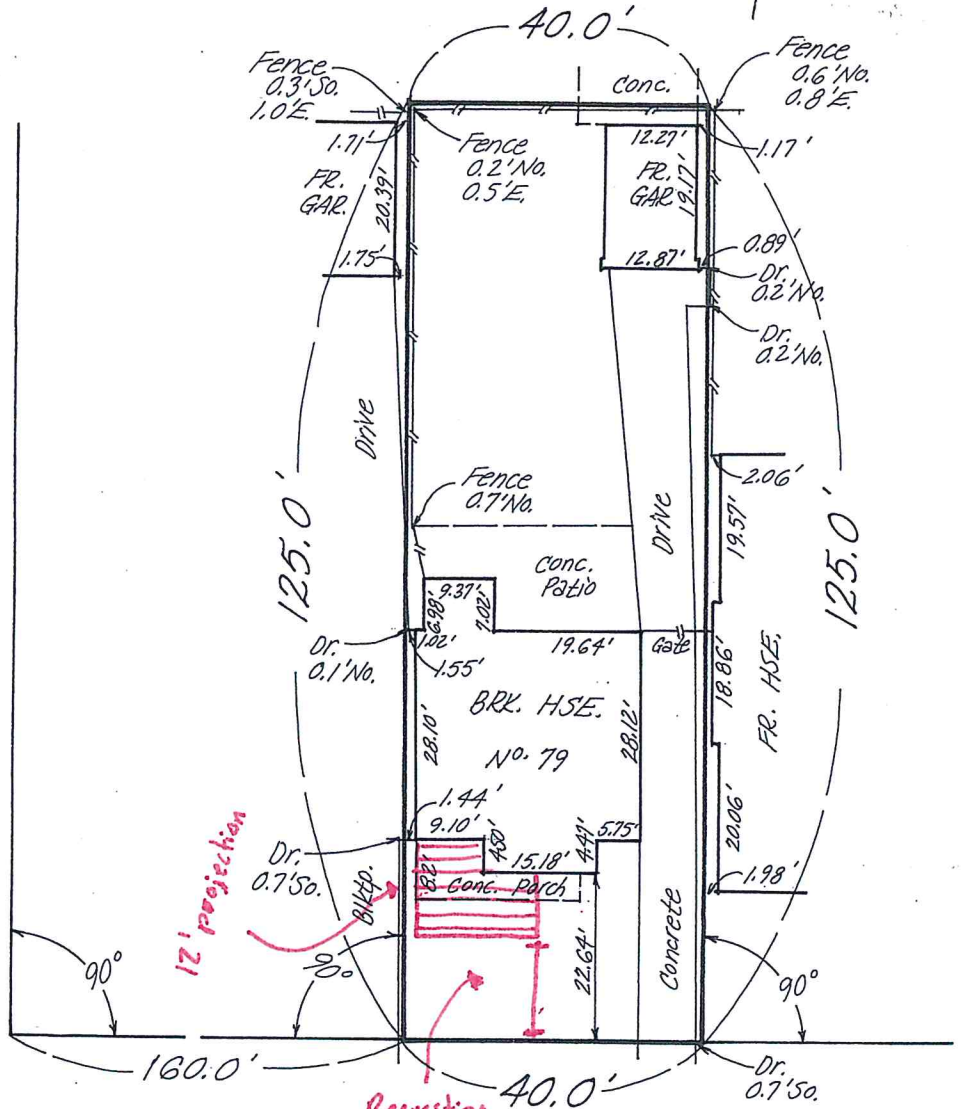 40.0'
Fence
0.3'So.
1.0'E.
Conc.
Fence
0.6'No.
0.8'E.
1.71'
Fence
0.2'No.
0.5'E.
12.27'
1.17'
FR.
GAR.
20.39'
FR.
GAR.
19.17'
1.75'
12.87'
0.89'
Dr.
0.2'No.
Dr.
0.2'No.
Drive
2.06'
Fence
0.7'No.
Drive
19.57'
125.0'
Conc.
Patio
125.0'
9.37'
6.98'
7.02'
1.02'
19.64'
Gate
Dr.
0.1'No.
1.55'
18.86'
FR. HSE.
BRK. HSE.
28.10'
28.12'
No. 79
1.44'
9.10'
4.50'
4.47'
5.75'
20.06'
Dr.
0.7'So.
15.18'
1.98'
8.2'
Conc. Porch
Blktp.
12' projection
22.64'
Concrete
90°
90°
90°
160.0'
40.0'
Dr.
0.7'So.